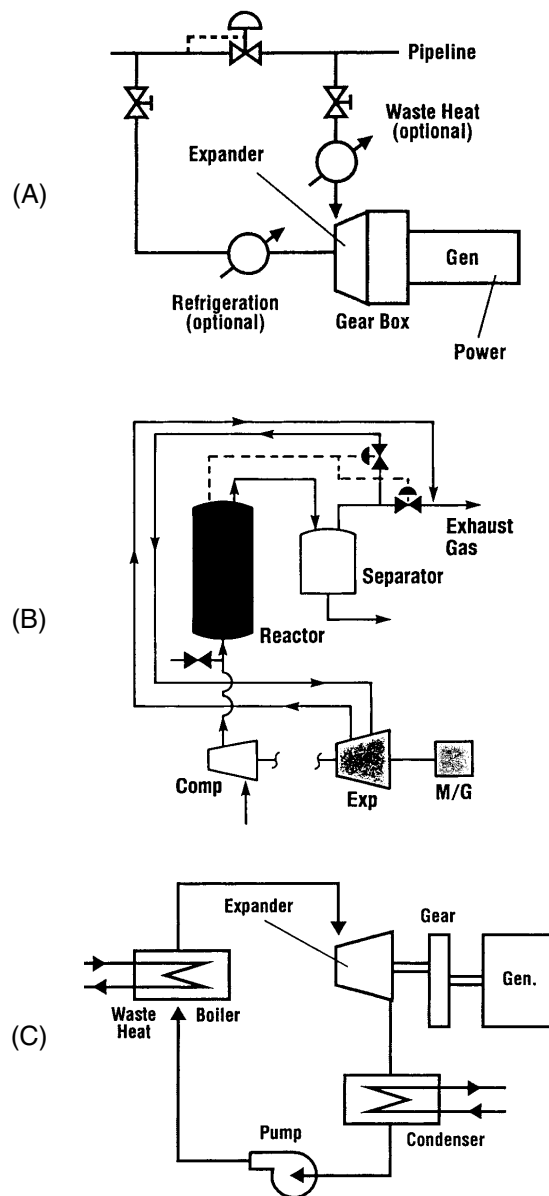 Pipeline
Waste Heat
(optional)
Expander
(A)
Gen
Refrigeration
(optional)
Gear Box
Power
Exhaust
Gas
Separator
(B)
Reactor
Comp
Exp
M/G
Expander
Gear
Gen.
Waste
Heat
Boiler
(C)
Pump
Condenser